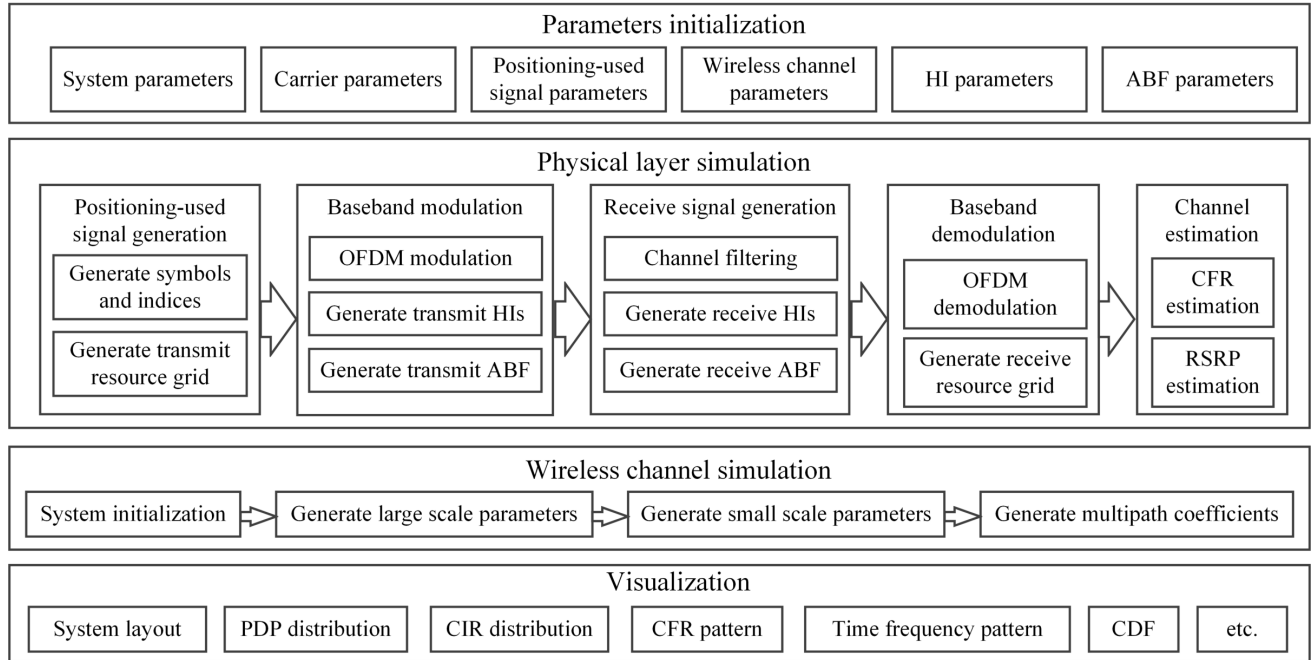 Parameters initialization
System parameters
Carrier parameters
Positioning-used
signal parameters
Wireless channel
parameters
HI parameters
ABF parameters
Physical layer simulation
Positioning-used
signal generation
Generate symbols
and indices
Generate transmit
resource grid
Baseband modulation
OFDM modulation
Generate transmit HIs
Generate transmit ABF
Receive signal generation
Channel filtering
Generate receive HIs
Generate receive ABF
Baseband
demodulation
OFDM
demodulation
Generate receive
resource grid
Channel
estimation
CFR
estimation
RSRP
estimation
Wireless channel simulation
System initialization
Generate large scale parameters
Generate small scale parameters
Generate multipath coefficients
Visualization
System layout
PDP distribution
CIR distribution
CFR pattern
Time frequency pattern
CDF
etc.